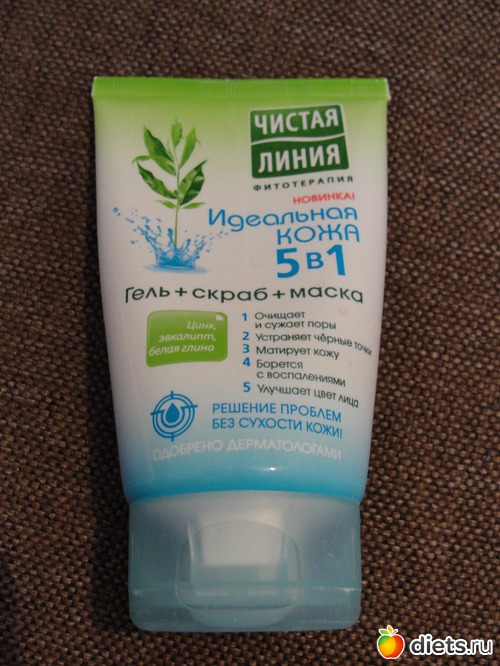 ЧИСТАЯ
ЛИНИЯ
ФИТОТЕРАПИЯ
НОВИНКА!
Идеальная
кожа
5 в 1
Гель + скраб + маска
Цинк,
эвкалипт,
белая глина
1 Очищает
и сужает поры
2 Устраняет чёрные точки
3 Матирует кожу
4 Борется
с воспалениями
5 Улучшает цвет лица
РЕШЕНИЕ ПРОБЛЕМ
БЕЗ СУХОСТИ КОЖИ!
ОДОБРЕНО ДЕРМАТОЛОГАМИ
diets.ru